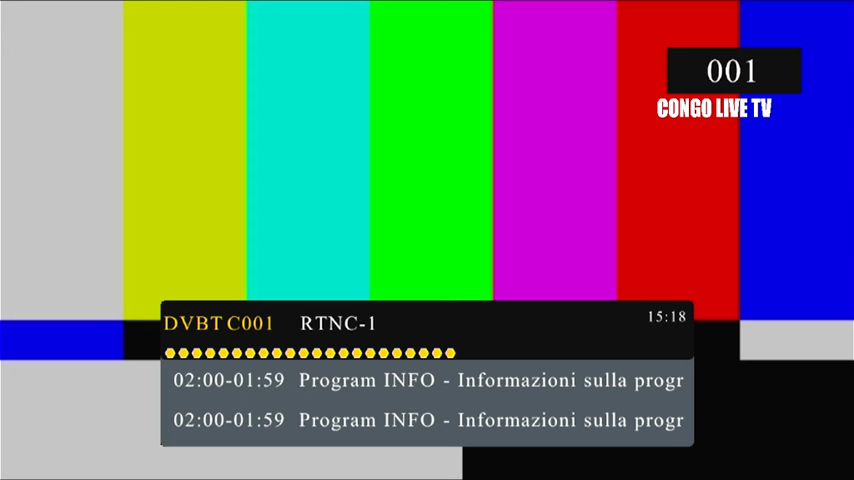 001
CONGO LIVE TV
DVBT C001 RTNC-1 15:18
02:00-01:59 Program INFO - Informazioni sulla progr
02:00-01:59 Program INFO - Informazioni sulla progr